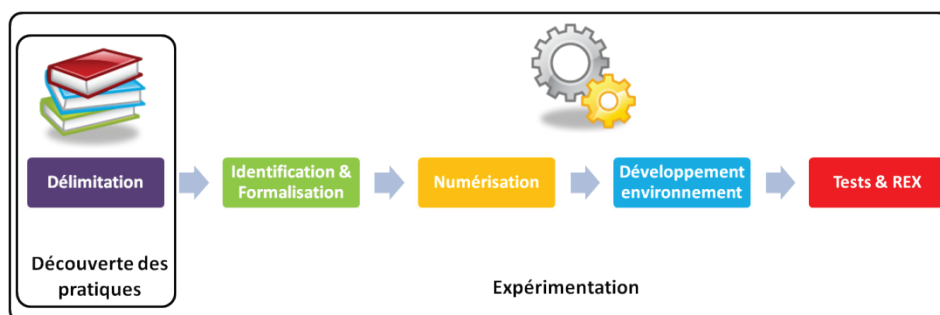 Délimitation
Identification &
Formalisation
Numérisation
Développement
environnement
Tests & REX
Découverte des
pratiques
Expérimentation